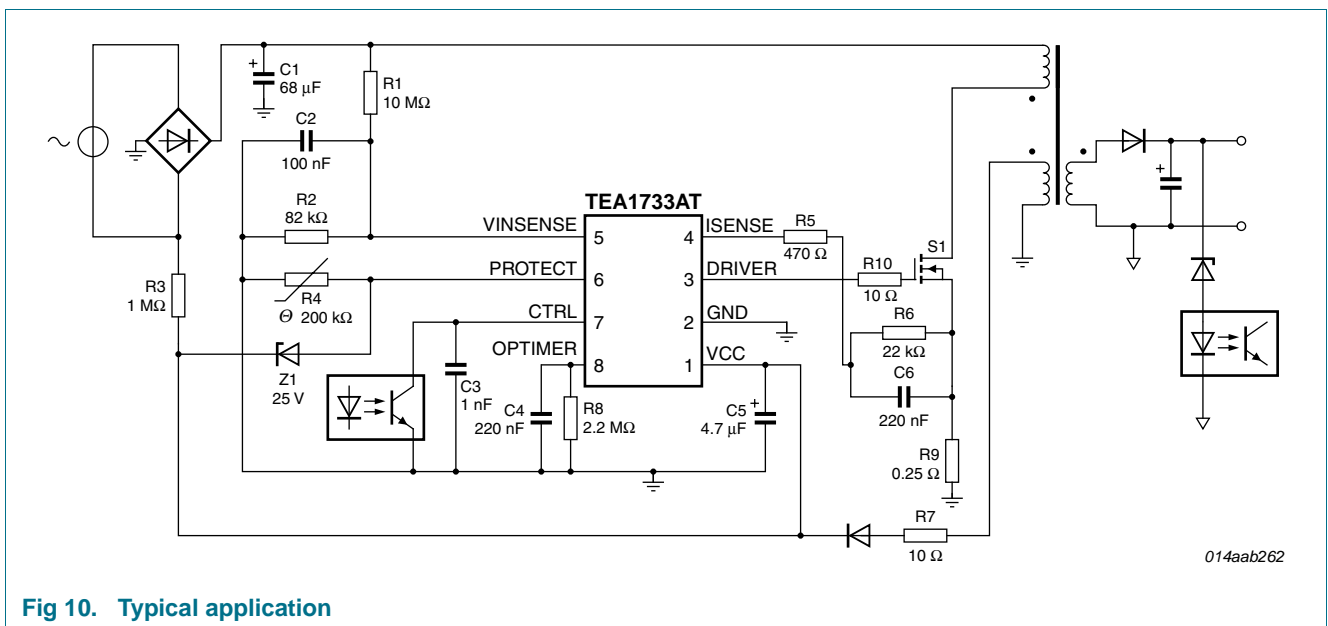 C1
68 μF
R1
10 MΩ
C2
100 nF
R2
82 kΩ
TEA1733AT
VINSENSE
5
4
ISENSE
R5
470 Ω
S1
PROTECT
6
3
DRIVER
R10
10 Ω
R3
1 MΩ
R4
Θ 200 kΩ
CTRL
7
2
GND
R6
22 kΩ
OPTIMER
8
1
VCC
Z1
25 V
C3
1 nF
C6
220 nF
C4
220 nF
R8
2.2 MΩ
C5
4.7 μF
R9
0.25 Ω
R7
10 Ω
014aab262
Fig 10. Typical application